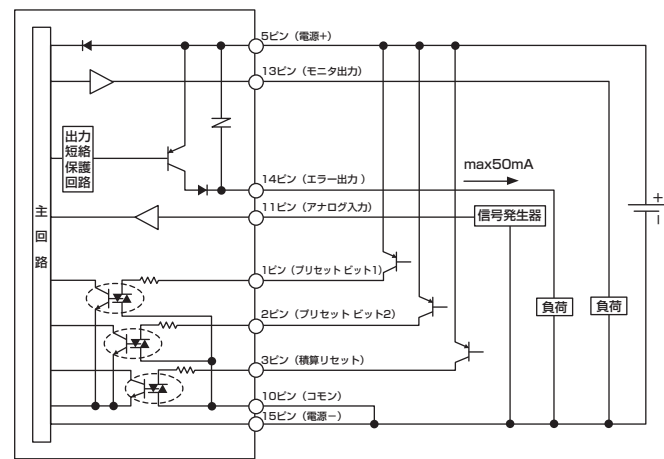 5ピン（電源+）
13ピン（モニタ出力）
出力
短絡
保護
回路
14ピン（エラー出力）
max50mA
11ピン（アナログ入力）
信号発生器
+
−
主
回
路
1ピン（プリセット ビット1）
2ピン（プリセット ビット2）
負荷
負荷
3ピン（積算リセット）
10ピン（コモン）
15ピン（電源−）